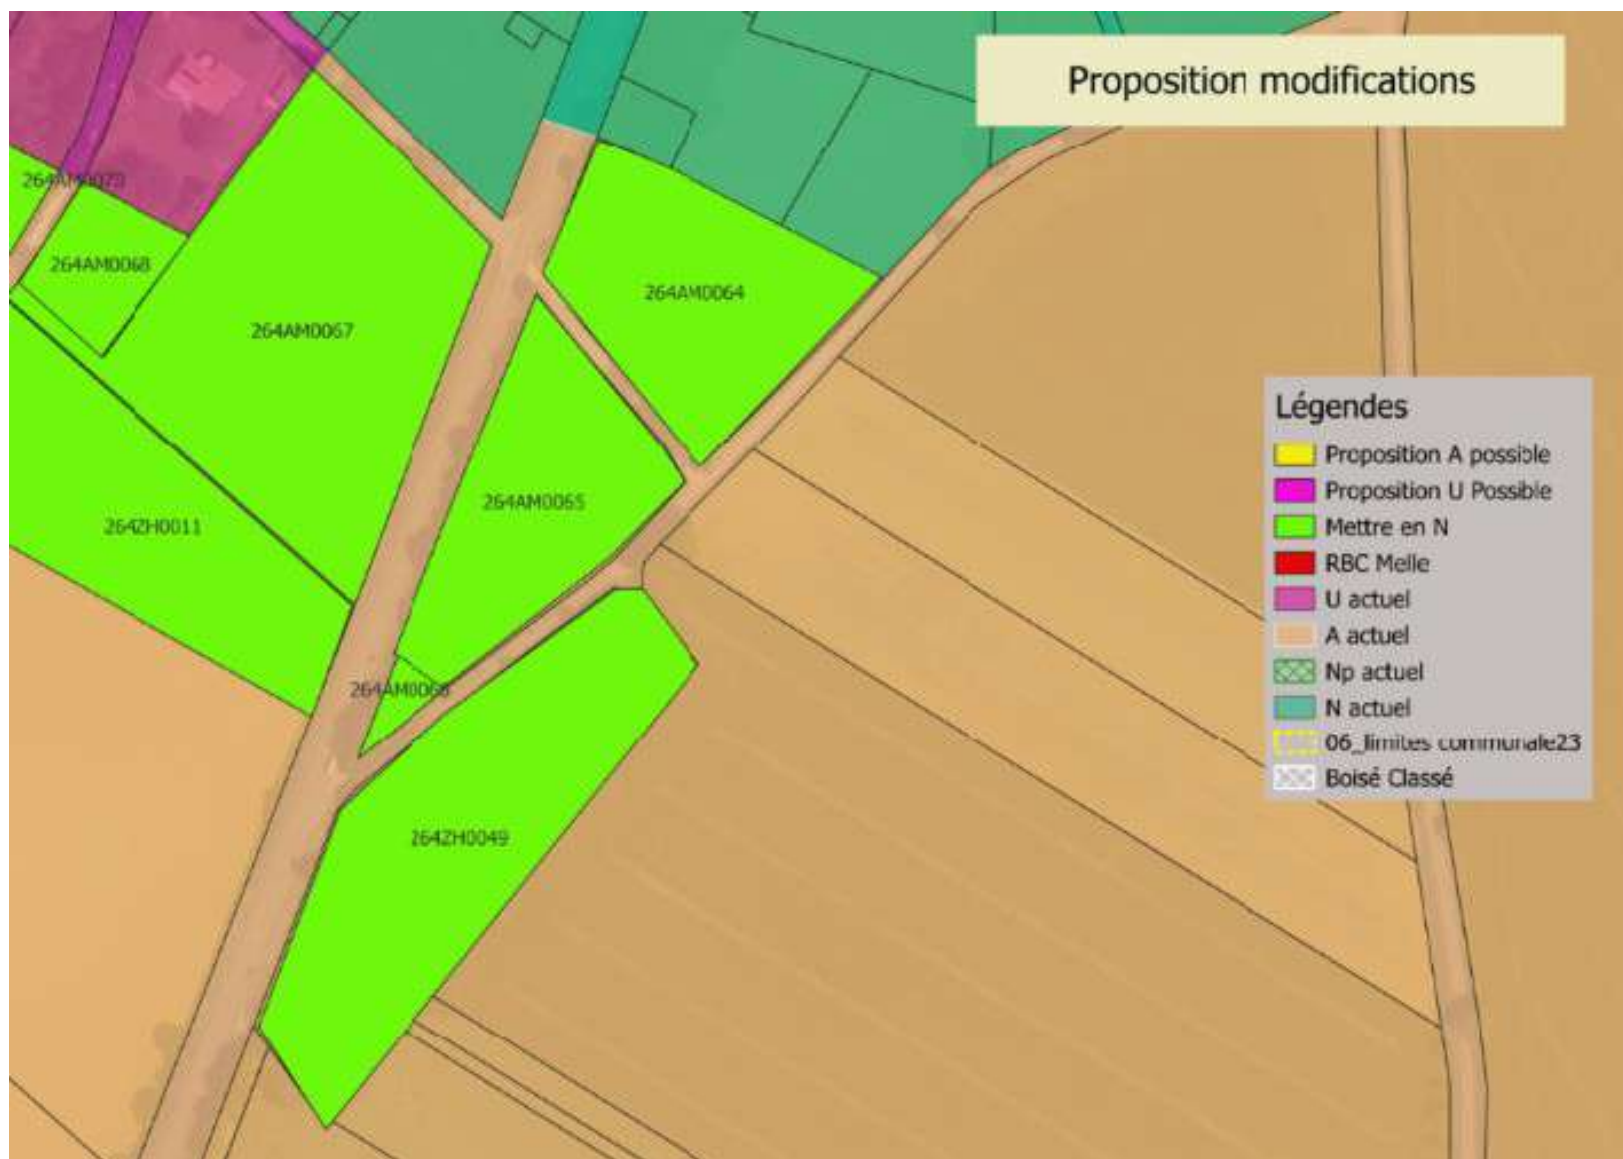 Proposition modifications
264AM0068
264AM0064
264AM0067
264AM0065
264ZH0011
264ZH0049
Légendes
Proposition A possible
Proposition U Possible
Mettre en N
RBC Melle
U actuel
A actuel
Np actuel
N actuel
06_limites communale23
Boisé Classé